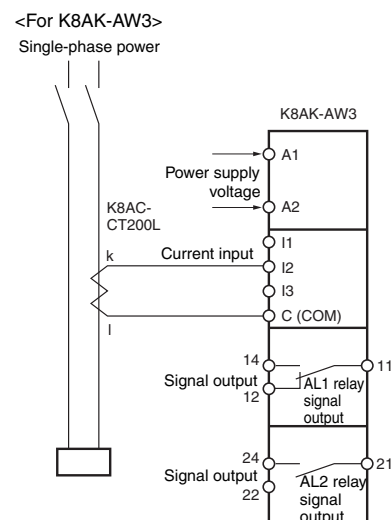 <For K8AK-AW3>
Single-phase power
K8AK-AW3
A1
Power supply
voltage
A2
K8AC-
CT200L
I1
k
Current input
I2
I3
C (COM)
l
14
11
Signal output
AL1 relay
12
signal
output
24
21
Signal output
AL2 relay
22
signal
output